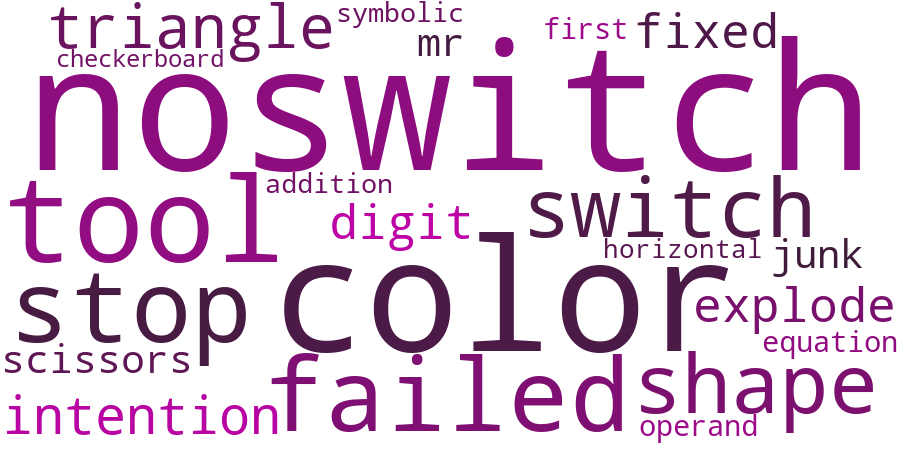 symbolic
triangle
first
fixed
mr
checkerboard
noswitch
addition
tool
switch
digit
horizontal
junk
color
stop
explode
equation
scissors
failed
shape
intention
operand